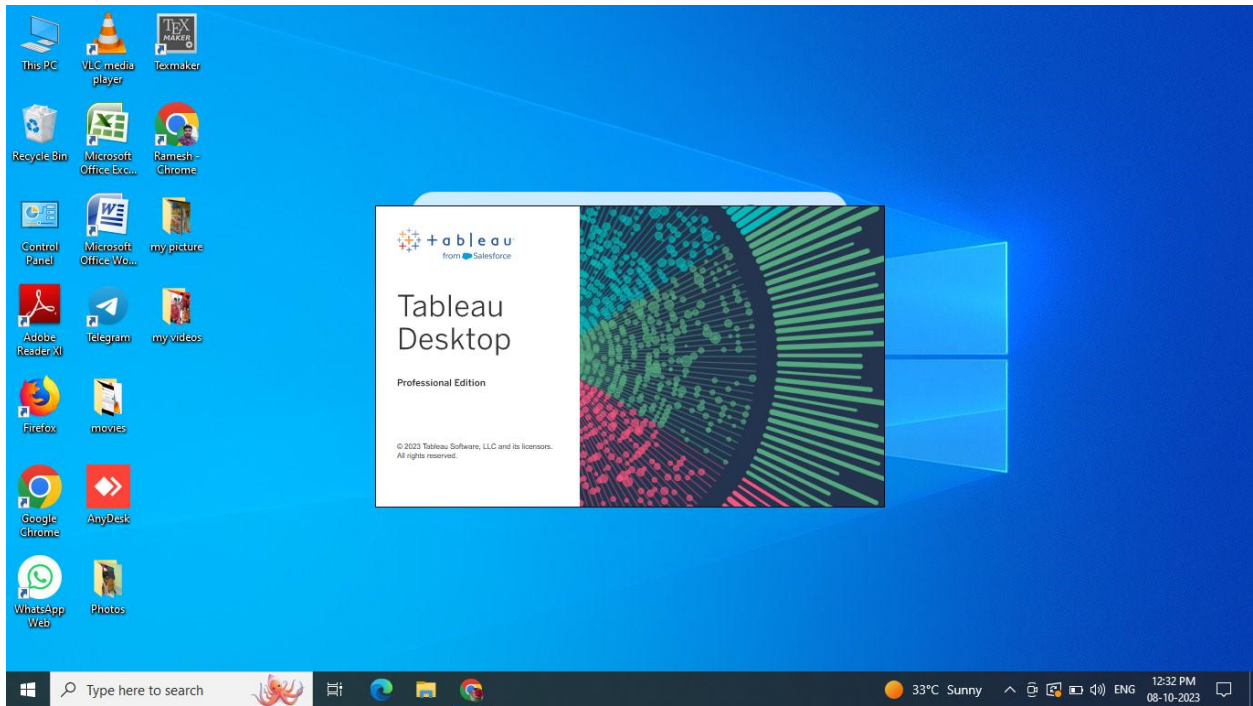 This PC
VLC media
player
Texmaker
TEX
MAKER
Recycle Bin
Microsoft
Office Exc...
Ramesh -
Chrome
Control
Panel
Microsoft
Office Wo...
my picture
Adobe
Reader XI
Telegram
my videos
Firefox
movies
Google
Chrome
AnyDesk
WhatsApp
Web
Photos
+ a b l e a u
from Salesforce
Tableau
Desktop
Professional Edition
© 2023 Tableau Software, LLC and its licensors.
All rights reserved.
Type here to search
33°C Sunny
ENG
12:32 PM
08-10-2023